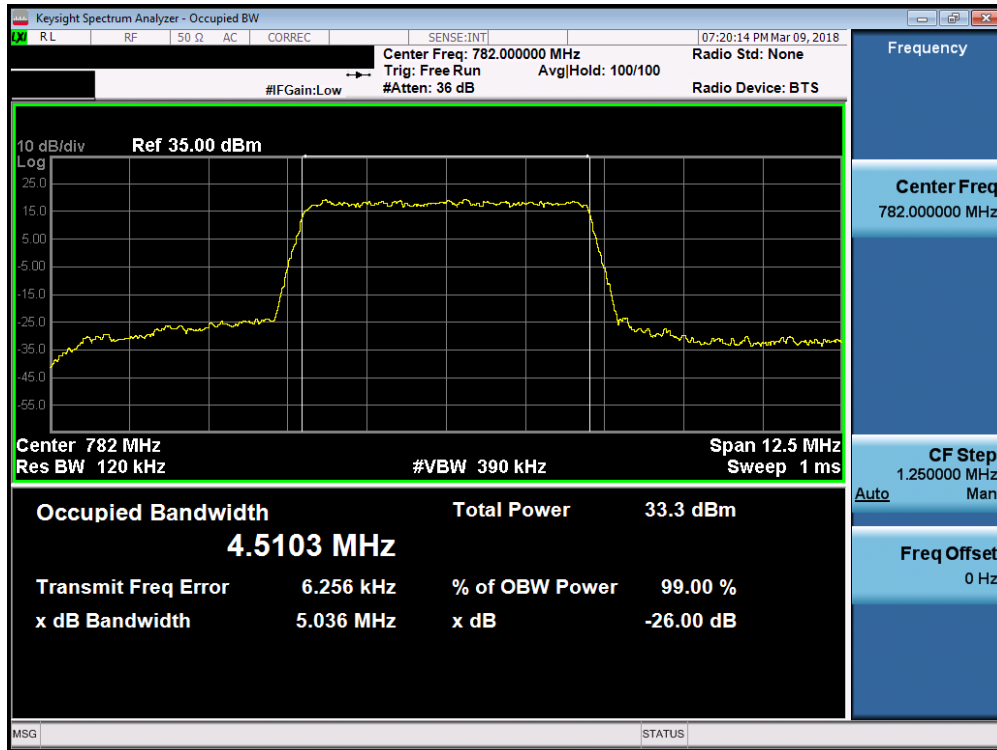 Keysight Spectrum Analyzer - Occupied BW
LXI RL RF 50 Ω AC CORREC SENSE:INT 07:20:14 PM Mar 09, 2018
Center Freq: 782.000000 MHz Radio Std: None
Trig: Free Run Avg|Hold: 100/100
#IFGain:Low #Atten: 36 dB Radio Device: BTS
10 dB/div Ref 35.00 dBm
Log
25.0
15.0
5.00
-5.00
-15.0
-25.0
-35.0
-45.0
-55.0
Center 782 MHz Span 12.5 MHz
Res BW 120 kHz #VBW 390 kHz Sweep 1 ms
Occupied Bandwidth Total Power 33.3 dBm
4.5103 MHz
Transmit Freq Error 6.256 kHz % of OBW Power 99.00 %
x dB Bandwidth 5.036 MHz x dB -26.00 dB
Frequency
Center Freq
782.000000 MHz
CF Step
1.250000 MHz
Auto Man
Freq Offset
0 Hz
MSG STATUS